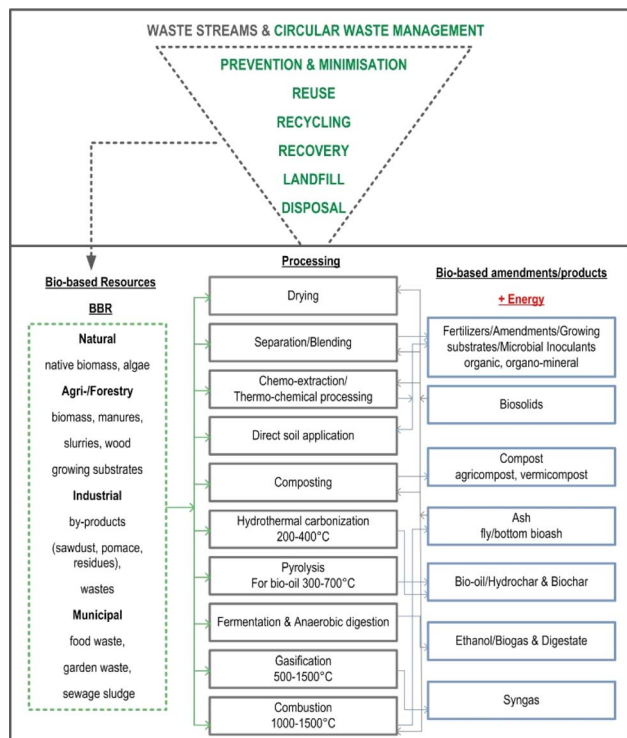 WASTE STREAMS & CIRCULAR WASTE MANAGEMENT
PREVENTION & MINIMISATION
REUSE
RECYCLING
RECOVERY
LANDFILL
DISPOSAL
Bio-based Resources
BBR
Natural
native biomass, algae
Agri-/Forestry
biomass, manures,
slurries, wood
growing substrates
Industrial
by-products
(sawdust, pomace,
residues),
wastes
Municipal
food waste,
garden waste,
sewage sludge
Processing
Drying
Separation/Blending
Chemo-extraction/
Thermo-chemical processing
Direct soil application
Composting
Hydrothermal carbonization
200-400°C
Pyrolysis
For bio-oil 300-700°C
Fermentation & Anaerobic digestion
Gasification
500-1500°C
Combustion
1000-1500°C
Bio-based amendments/products
+ Energy
Fertilizers/Amendments/Growing
substrates/Microbial Inoculants
organic, organo-mineral
Biosolids
Compost
agricompost, vermicompost
Ash
fly/bottom bioash
Bio-oil/Hydrochar & Biochar
Ethanol/Biogas & Digestate
Syngas